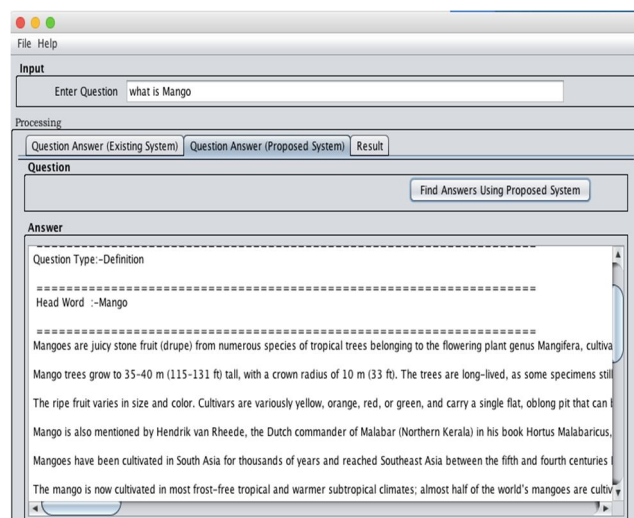 File Help
Input
Enter Question what is Mango
Processing
Question Answer (Existing System) Question Answer (Proposed System) Result
Question
Find Answers Using Proposed System
Answer
==================================================================
Question Type:-Definition
==================================================================
Head Word :-Mango
==================================================================
Mangoes are juicy stone fruit (drupe) from numerous species of tropical trees belonging to the flowering plant genus Mangifera, cultiva
Mango trees grow to 35-40 m (115-131 ft) tall, with a crown radius of 10 m (33 ft). The trees are long-lived, as some specimens still
The ripe fruit varies in size and color. Cultivars are variously yellow, orange, red, or green, and carry a single flat, oblong pit that can
Mango is also mentioned by Hendrik van Rheede, the Dutch commander of Malabar (Northern Kerala) in his book Hortus Malabaricus,
Mangoes have been cultivated in South Asia for thousands of years and reached Southeast Asia between the fifth and fourth centuries
The mango is now cultivated in most frost-free tropical and warmer subtropical climates; almost half of the world's mangoes are cultiv